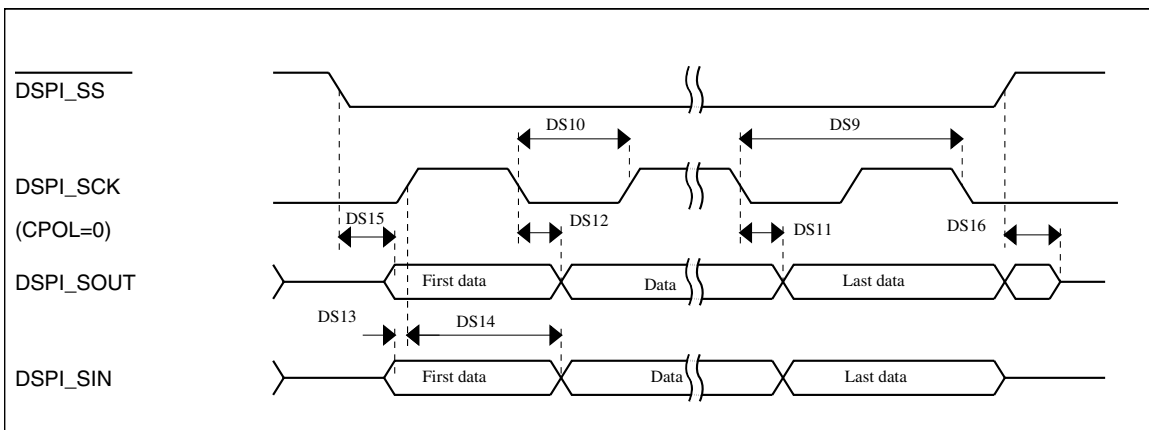 DSPI_SS
DS10
DS9
DSPI_SCK
(CPOL=0)
DS15
DS12
DS11
DS16
DSPI_SOUT
First data
Data
Last data
DS13
DS14
DSPI_SIN
First data
Data
Last data